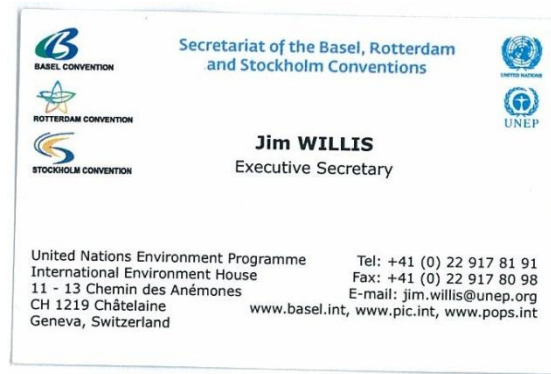 BASEL CONVENTION
ROTTERDAM CONVENTION
STOCKHOLM CONVENTION
Secretariat of the Basel, Rotterdam
and Stockholm Conventions
UNITED NATIONS
UNEP
Jim WILLIS
Executive Secretary
United Nations Environment Programme
International Environment House
11 - 13 Chemin des Anémones
CH 1219 Châtelaine
Geneva, Switzerland
Tel: +41 (0) 22 917 81 91
Fax: +41 (0) 22 917 80 98
E-mail: jim.willis@unep.org
www.basel.int, www.pic.int, www.pops.int